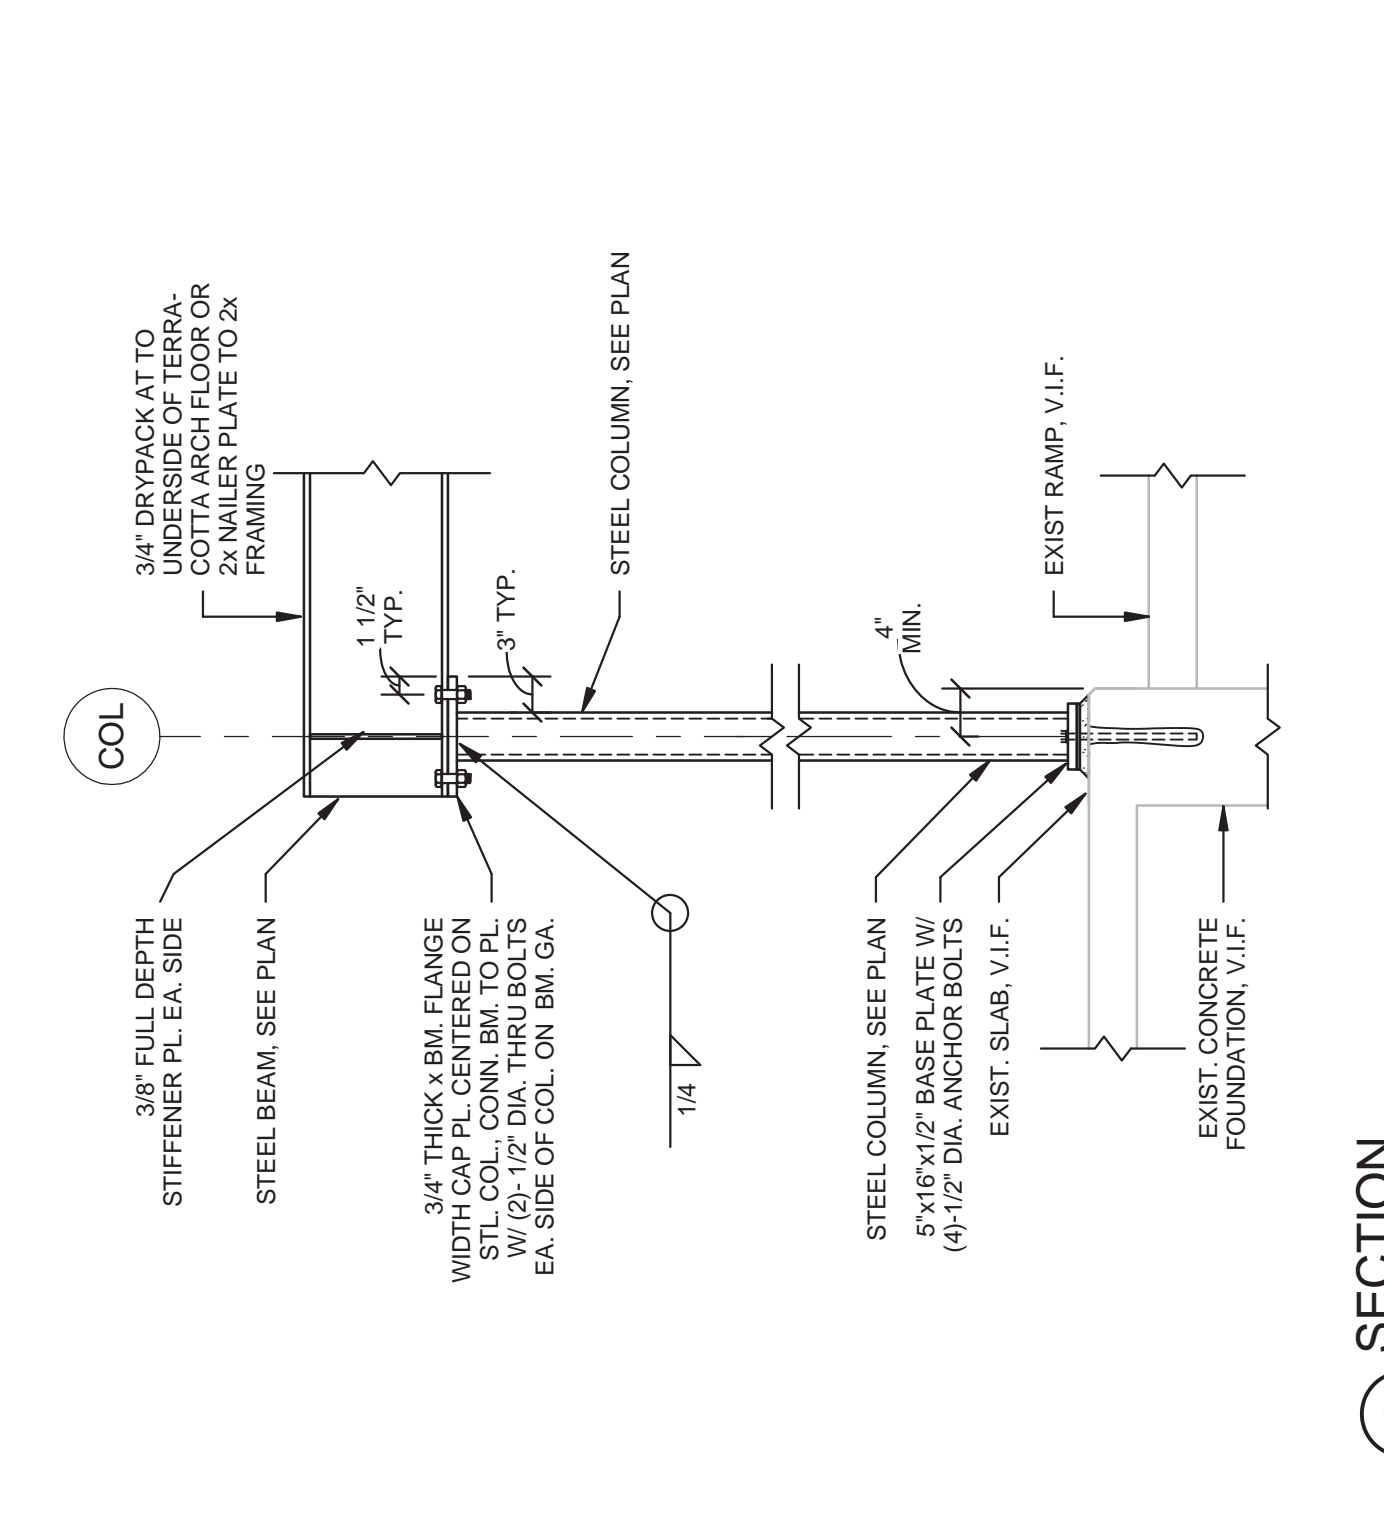 COL
3/4" DRYPACK AT TO
UNDERSIDE OF TERRA-
COTTA ARCH FLOOR OR
2x NAILER PLATE TO 2x
FRAMING
1 1/2"
TYP.
3" TYP.
STEEL COLUMN, SEE PLAN
4"
MIN.
EXIST RAMP, V.I.F.
3/8" FULL DEPTH
STIFFENER PL. EA. SIDE
STEEL BEAM, SEE PLAN
3/4" THICK x BM. FLANGE
WIDTH CAP PL. CENTERED ON
STL. COL., CONN. BM. TO PL.
W/ (2)- 1/2" DIA. THRU BOLTS
EA. SIDE OF COL. ON BM. GA.
1/4
STEEL COLUMN, SEE PLAN
5"x16"x1/2" BASE PLATE W/
(4)-1/2" DIA. ANCHOR BOLTS
EXIST. SLAB, V.I.F.
EXIST. CONCRETE
FOUNDATION, V.I.F.
SECTION